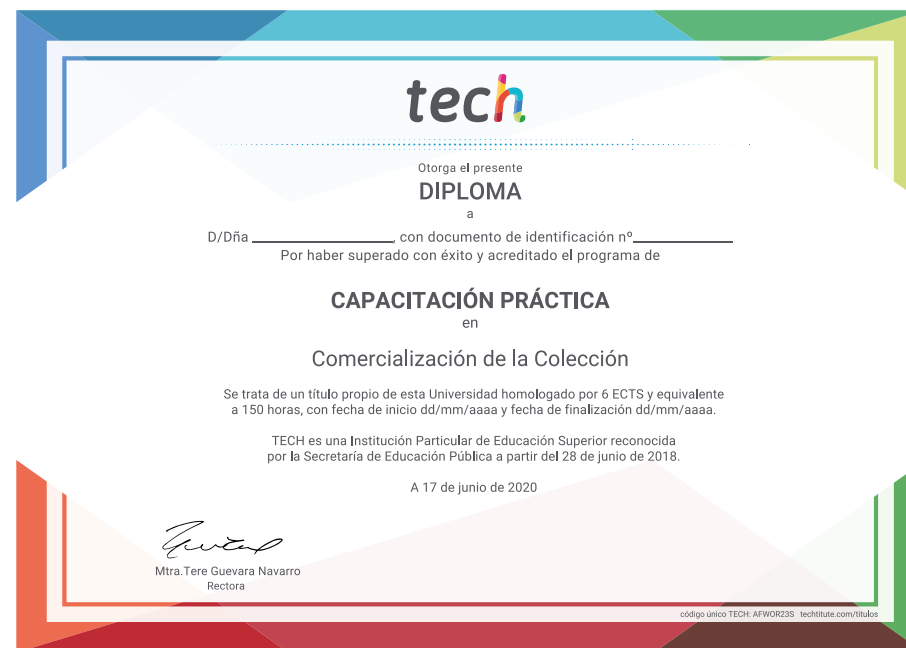 tech
Otorga el presente
DIPLOMA
a
D/Dña ____________________, con documento de identificación nº______________
Por haber superado con éxito y acreditado el programa de
CAPACITACIÓN PRÁCTICA
en
Comercialización de la Colección
Se trata de un título propio de esta Universidad homologado por 6 ECTS y equivalente
a 150 horas, con fecha de inicio dd/mm/aaaa y fecha de finalización dd/mm/aaaa.
TECH es una Institución Particular de Educación Superior reconocida
por la Secretaría de Educación Pública a partir del 28 de junio de 2018.
A 17 de junio de 2020
Mtra.Tere Guevara Navarro
Rectora
código único TECH: AFWOR23S techtitute.com/titulos